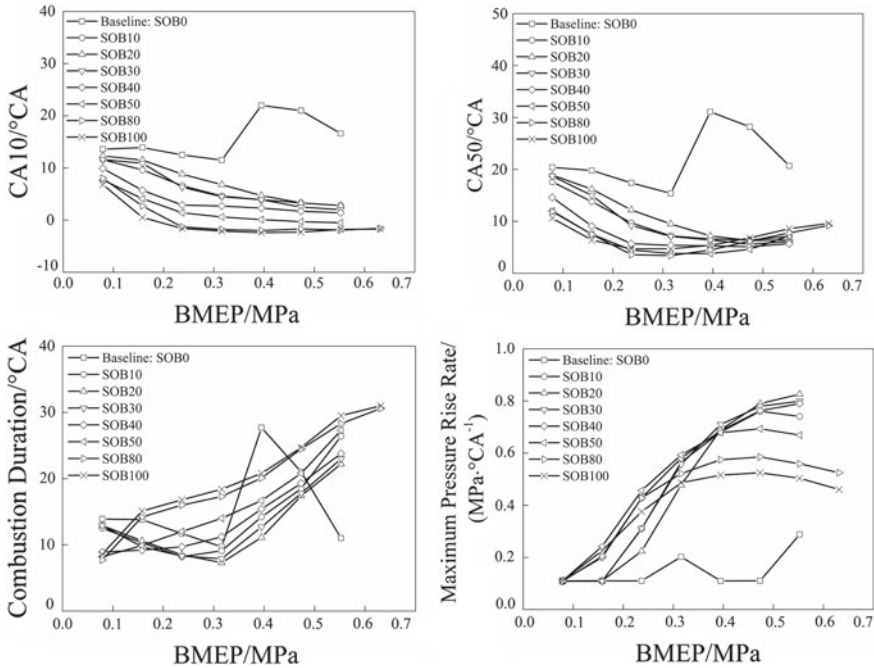 CA10/°CA
40
30
20
10
0
-10
Baseline: SOB0
SOB10
SOB20
SOB30
SOB40
SOB50
SOB80
SOB100
0.0 0.1 0.2 0.3 0.4 0.5 0.6 0.7
BMEP/MPa
CA50/°CA
50
40
30
20
10
0
Baseline: SOB0
SOB10
SOB20
SOB30
SOB40
SOB50
SOB80
SOB100
0.0 0.1 0.2 0.3 0.4 0.5 0.6 0.7
BMEP/MPa
Combustion Duration/°CA
40
30
20
10
0
Baseline: SOB0
SOB10
SOB20
SOB30
SOB40
SOB50
SOB80
SOB100
0.0 0.1 0.2 0.3 0.4 0.5 0.6 0.7
BMEP/MPa
Maximum Pressure Rise Rate/
(MPa·°CA⁻¹)
1.0
0.8
0.6
0.4
0.2
0.0
Baseline: SOB0
SOB10
SOB20
SOB30
SOB40
SOB50
SOB80
SOB100
0.0 0.1 0.2 0.3 0.4 0.5 0.6 0.7
BMEP/MPa